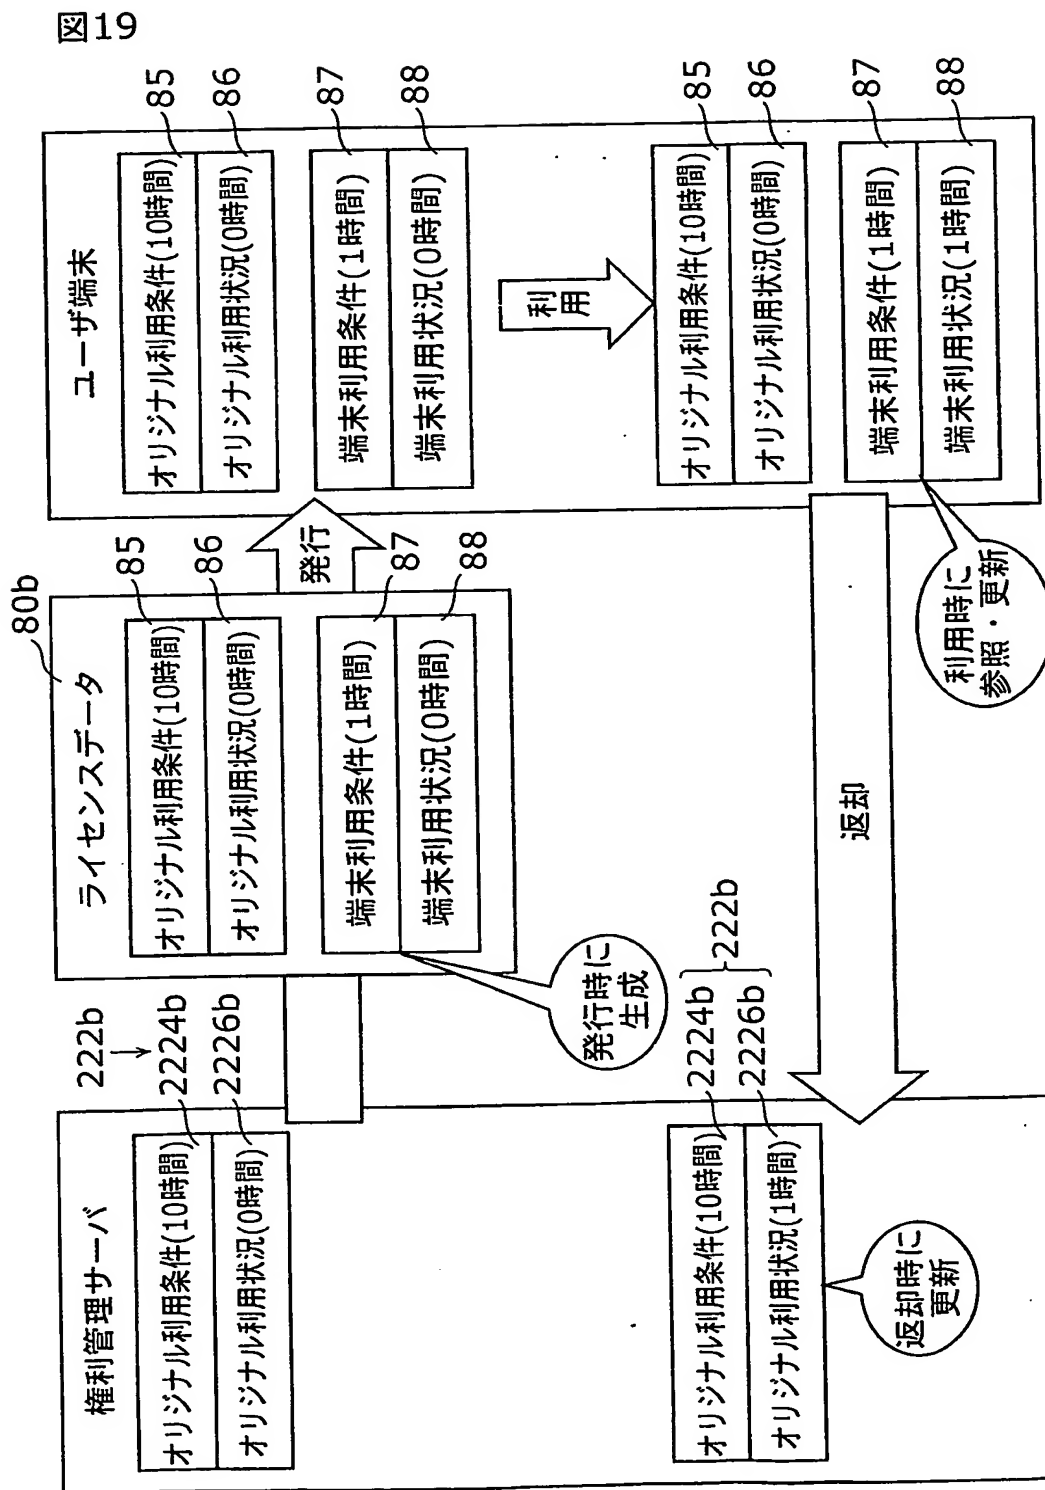 図19
権利管理サーバ
オリジナル利用条件(10時間)
2224b
オリジナル利用状況(0時間)
2226b
222b
ライセンスデータ
80b
オリジナル利用条件(10時間)
85
オリジナル利用状況(0時間)
86
端末利用条件(1時間)
87
端末利用状況(0時間)
88
発行時に
生成
発行
ユーザ端末
オリジナル利用条件(10時間)
85
オリジナル利用状況(0時間)
86
端末利用条件(1時間)
87
端末利用状況(0時間)
88
利
用
オリジナル利用条件(10時間)
85
オリジナル利用状況(0時間)
86
端末利用条件(1時間)
87
端末利用状況(1時間)
88
利用時に
参照・更新
返却
オリジナル利用条件(10時間)
2224b
オリジナル利用状況(1時間)
2226b
222b
返却時に
更新